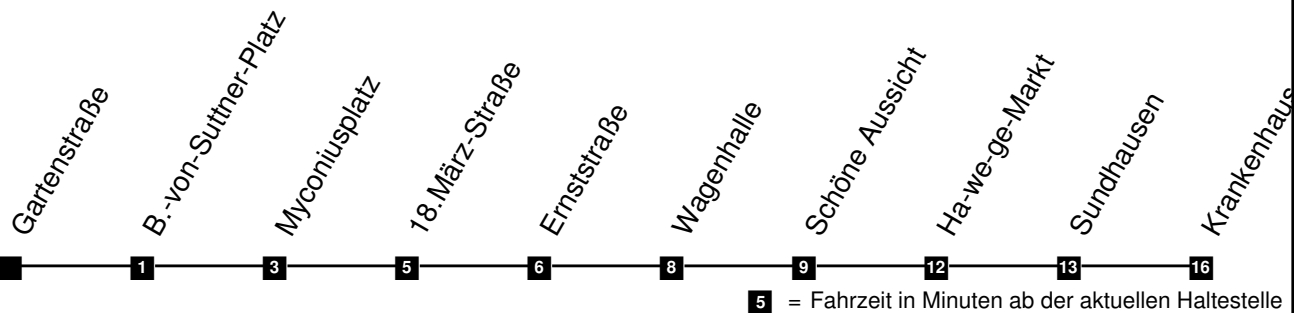 Gartenstraße
B.-von-Suttner-Platz
Myconiusplatz
18.März-Straße
Ernststraße
Wagenhalle
Schöne Aussicht
Ha-we-ge-Markt
Sundhausen
Krankenhaus
1 3 5 6 8 9 12 13 16
5 = Fahrzeit in Minuten ab der aktuellen Haltestelle